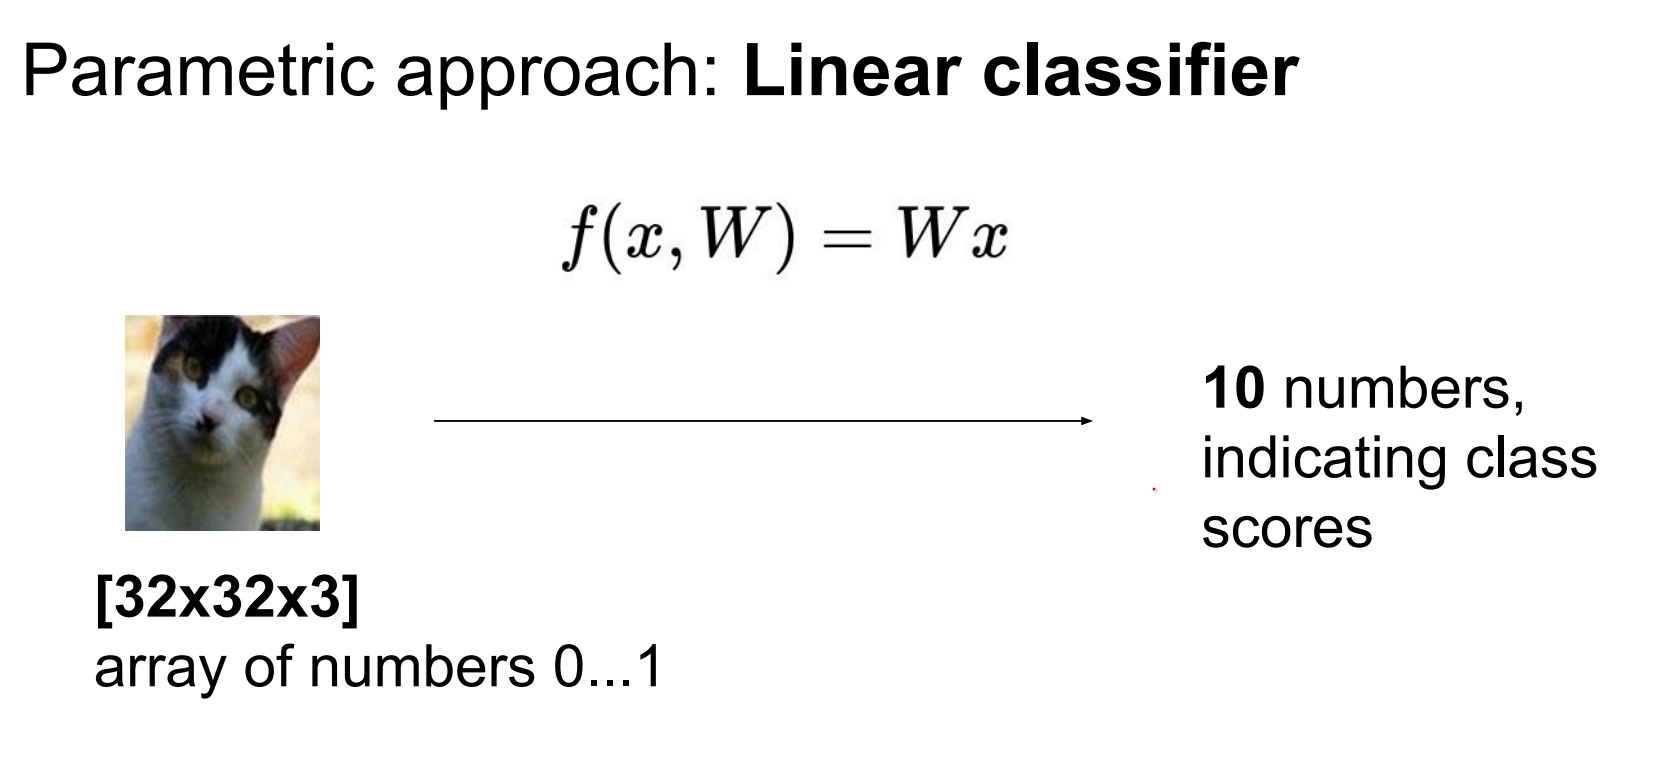 Parametric approach: Linear classifier
f(x, W) = Wx
10 numbers,
indicating class
scores
[32x32x3]
array of numbers 0...1